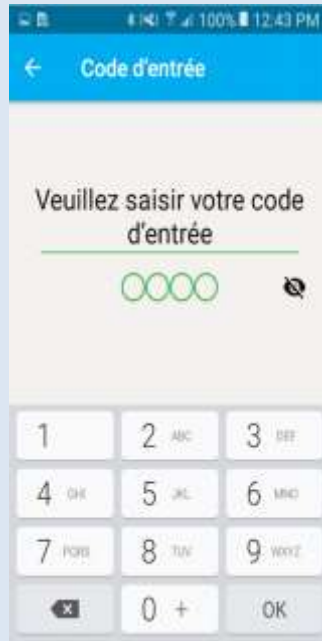 100% 12:43 PM
Code d'entrée
Veuillez saisir votre code
d'entrée
1 2 ABC 3 DEF
4 GHI 5 JKL 6 MNO
7 PQRS 8 TUV 9 WXYZ
0 + OK